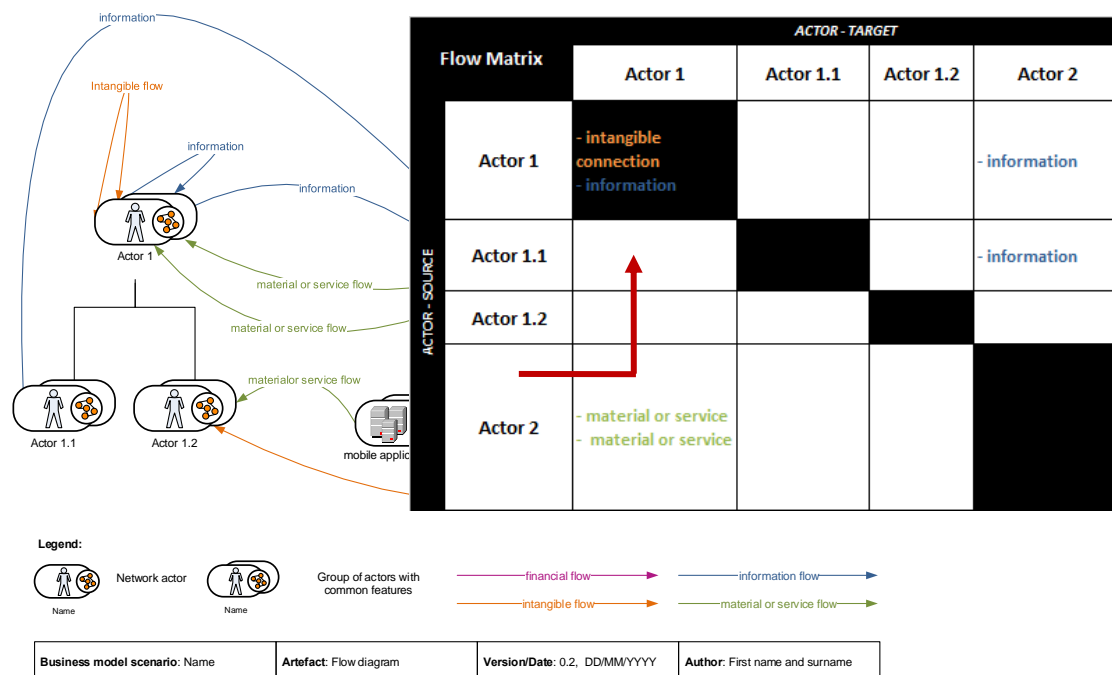 information
Intangible flow
information
information
Actor 1
material or service flow
material or service flow
materialor service flow
Actor 1.1
Actor 1.2
mobile applic
ACTOR - TARGET
Flow Matrix
Actor 1
Actor 1.1
Actor 1.2
Actor 2
ACTOR - SOURCE
Actor 1
- intangible
connection
- information
- information
Actor 1.1
- information
Actor 1.2
Actor 2
- material or service
- material or service
Legend:
Network actor
Name
Group of actors with
common features
Name
financial flow
information flow
intangible flow
material or service flow
Business model scenario: Name
Artefact: Flow diagram
Version/Date: 0.2, DD/MM/YYYY
Author: First name and surname